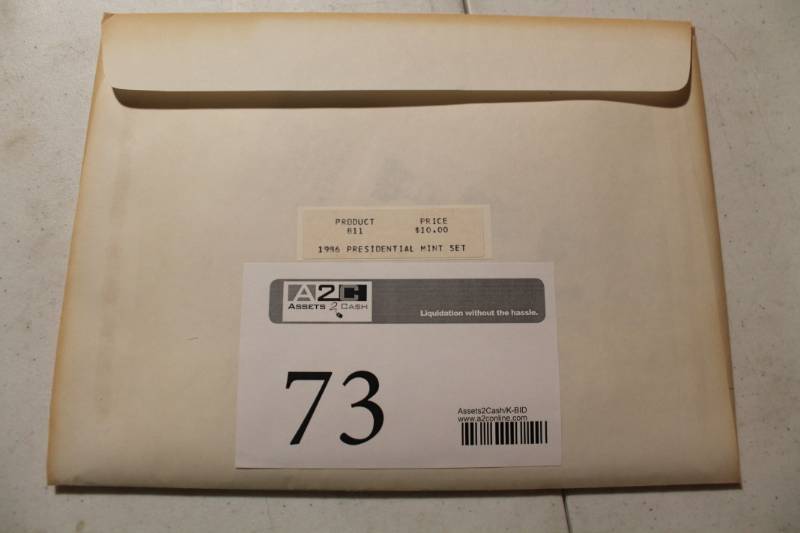 PRODUCT PRICE
811 $10.00
1986 PRESIDENTIAL MINT SET
A2C
ASSETS 2 CASH
Liquidation without the hassle.
73
Assets2Cash/K-BID
www.a2conline.com